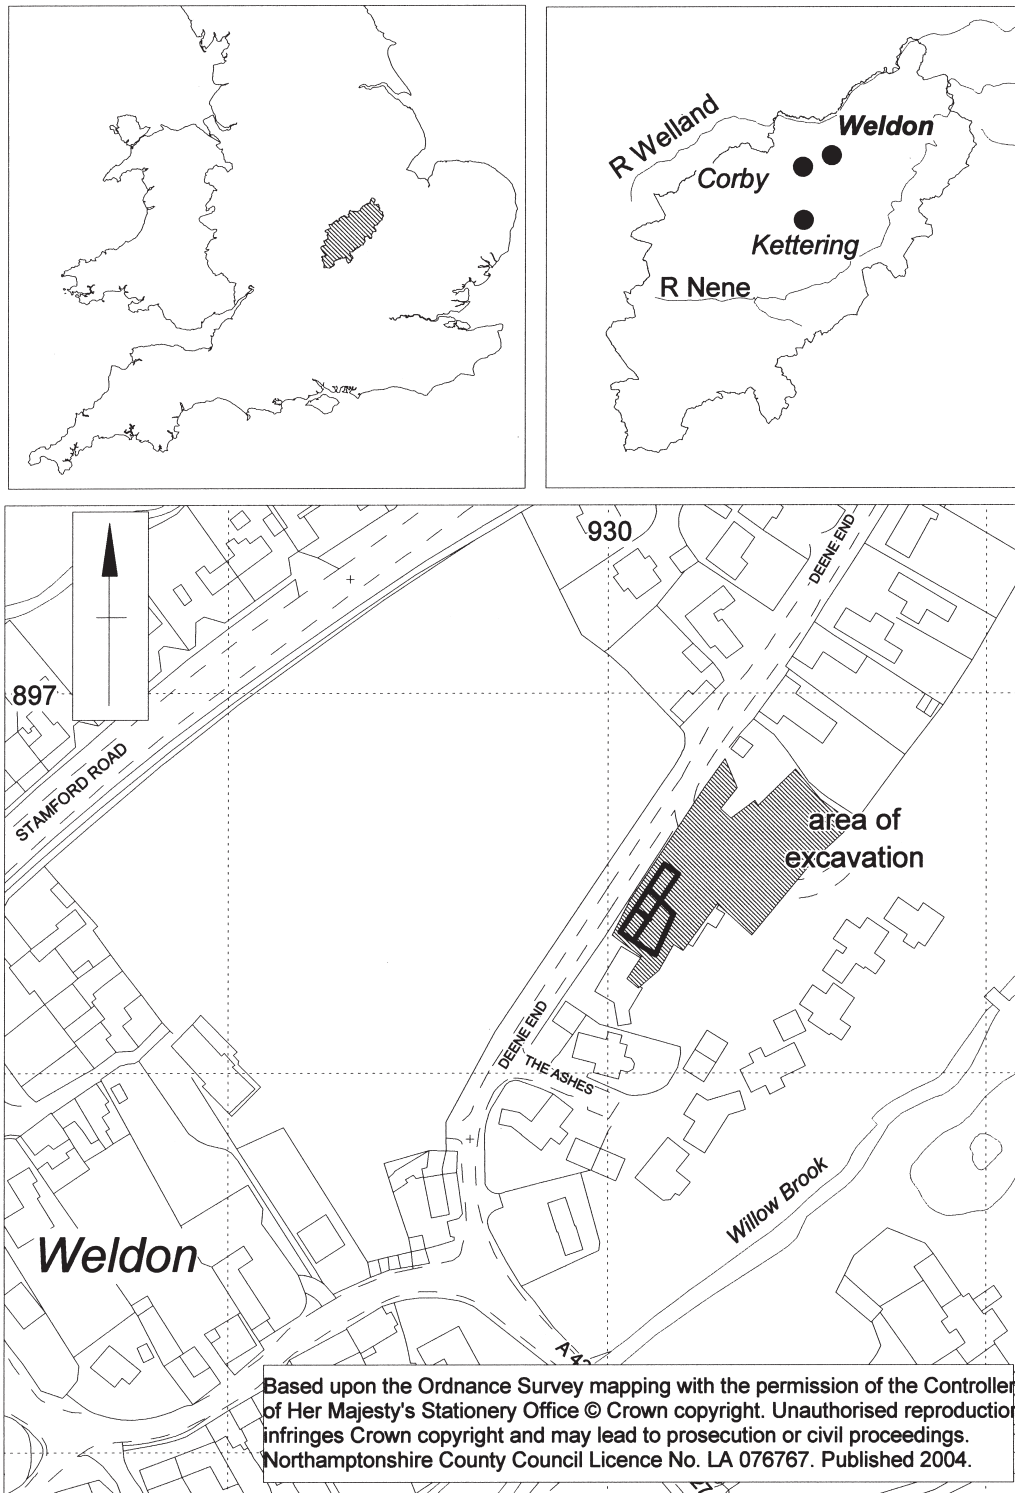 R Welland
Weldon
Corby
Kettering
R Nene
930
DEENE END
897
STAMFORD ROAD
area of
excavation
DEENE END
THE ASHES
Willow Brook
Weldon
Based upon the Ordnance Survey mapping with the permission of the Controller
of Her Majesty's Stationery Office © Crown copyright. Unauthorised reproduction
infringes Crown copyright and may lead to prosecution or civil proceedings.
Northamptonshire County Council Licence No. LA 076767. Published 2004.